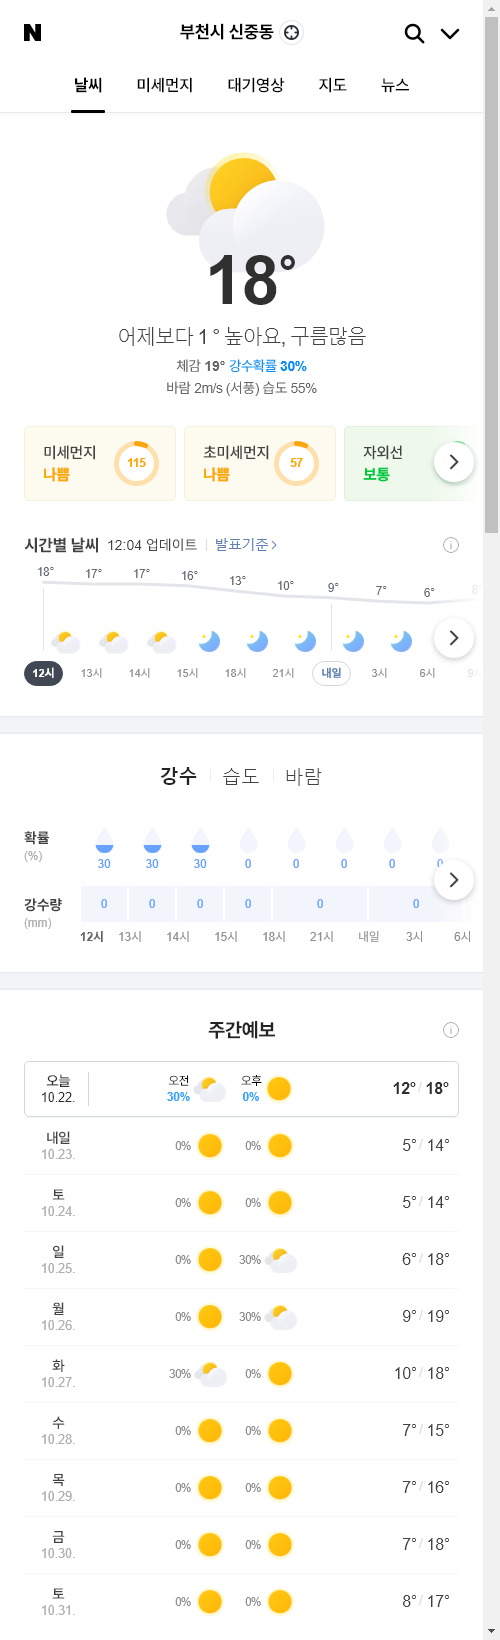 N 부천시 신중동
날씨 미세먼지 대기영상 지도 뉴스
18°
어제보다 1 ° 높아요, 구름많음
체감 19° 강수확률 30%
바람 2m/s (서풍) 습도 55%
미세먼지 나쁨 115
초미세먼지 나쁨 57
자외선 보통
시간별 날씨 12:04 업데이트 발표기준
18° 17° 17° 16° 13° 10° 9° 7° 6° 8
12시 13시 14시 15시 18시 21시 내일 3시 6시 9시
강수 습도 바람
확률 (%)
30 30 30 0 0 0 0 0
강수량 (mm)
0 0 0 0 0 0
12시 13시 14시 15시 18시 21시 내일 3시 6시
주간예보
오늘 10.22. 오전 30% 오후 0% 12° / 18°
내일 10.23. 0% 0% 5° / 14°
토 10.24. 0% 0% 5° / 14°
일 10.25. 0% 30% 6° / 18°
월 10.26. 0% 30% 9° / 19°
화 10.27. 30% 0% 10° / 18°
수 10.28. 0% 0% 7° / 15°
목 10.29. 0% 0% 7° / 16°
금 10.30. 0% 0% 7° / 18°
토 10.31. 0% 0% 8° / 17°